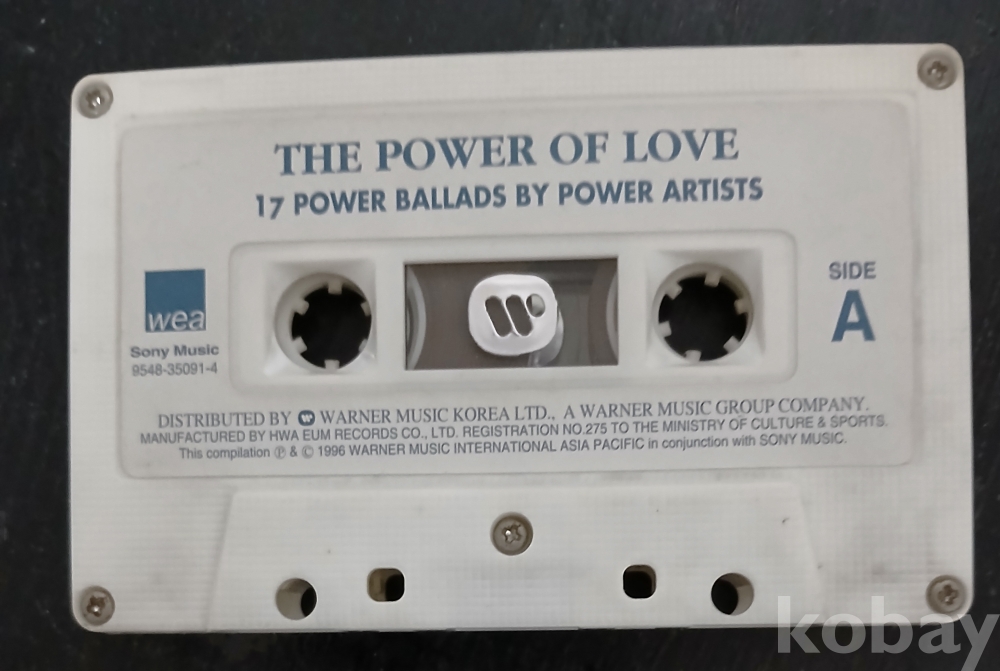 THE POWER OF LOVE
17 POWER BALLADS BY POWER ARTISTS
wea
Sony Music
9548-35091-4
SIDE
A
DISTRIBUTED BY WARNER MUSIC KOREA LTD., A WARNER MUSIC GROUP COMPANY.
MANUFACTURED BY HWA EUM RECORDS CO., LTD. REGISTRATION NO.275 TO THE MINISTRY OF CULTURE & SPORTS.
This compilation ℗ & © 1996 WARNER MUSIC INTERNATIONAL ASIA PACIFIC in conjunction with SONY MUSIC.
kobay